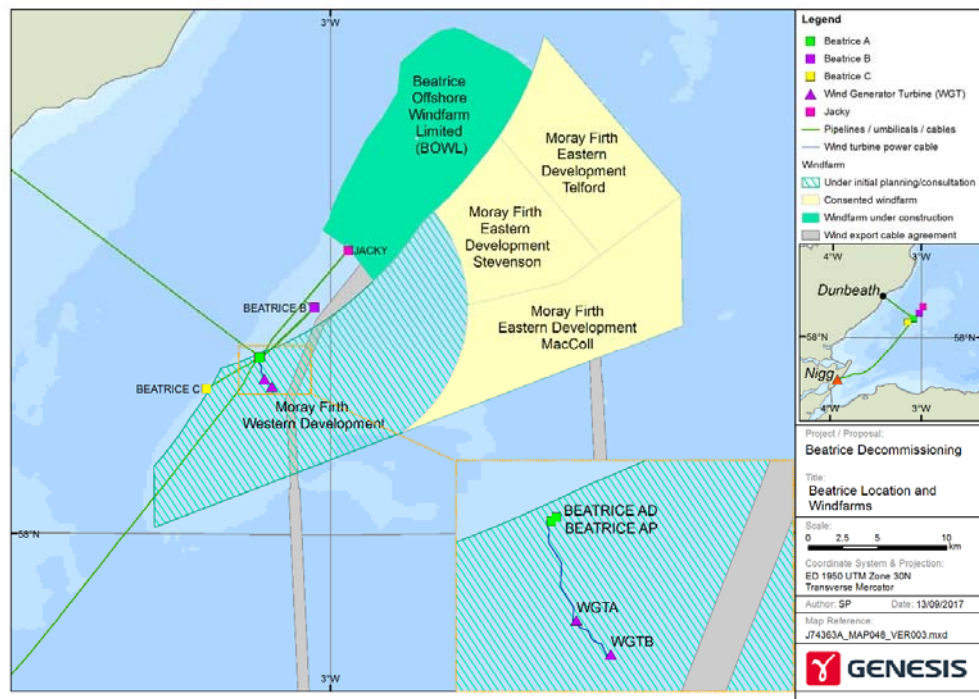 3°W
Beatrice
Offshore
Windfarm
Limited
(BOWL)
Moray Firth
Eastern
Development
Telford
Moray Firth
Eastern
Development
Stevenson
JACKY
BEATRICE B
Moray Firth
Eastern Development
MacColl
BEATRICE C
Moray Firth
Western Development
58°N
58°N
3°W
BEATRICE AD
BEATRICE AP
WGTA
WGTB
Legend
Beatrice A
Beatrice B
Beatrice C
Wind Generator Turbine (WGT)
Jacky
Pipelines / umbilicals / cables
Wind turbine power cable
Windfarm
Under initial planning/consultation
Consented windfarm
Windfarm under construction
Wind export cable agreement
4°W
3°W
Dunbeath
58°N
58°N
Nigg
4°W
3°W
Project / Proposal:
Beatrice Decommissioning
Title:
Beatrice Location and
Windfarms
Scale:
0 2.5 5 10
km
Coordinate System & Projection:
ED 1950 UTM Zone 30N
Transverse Mercator
Author: SP Date: 13/09/2017
Map Reference:
J74363A_MAP048_VER003.mxd
GENESIS